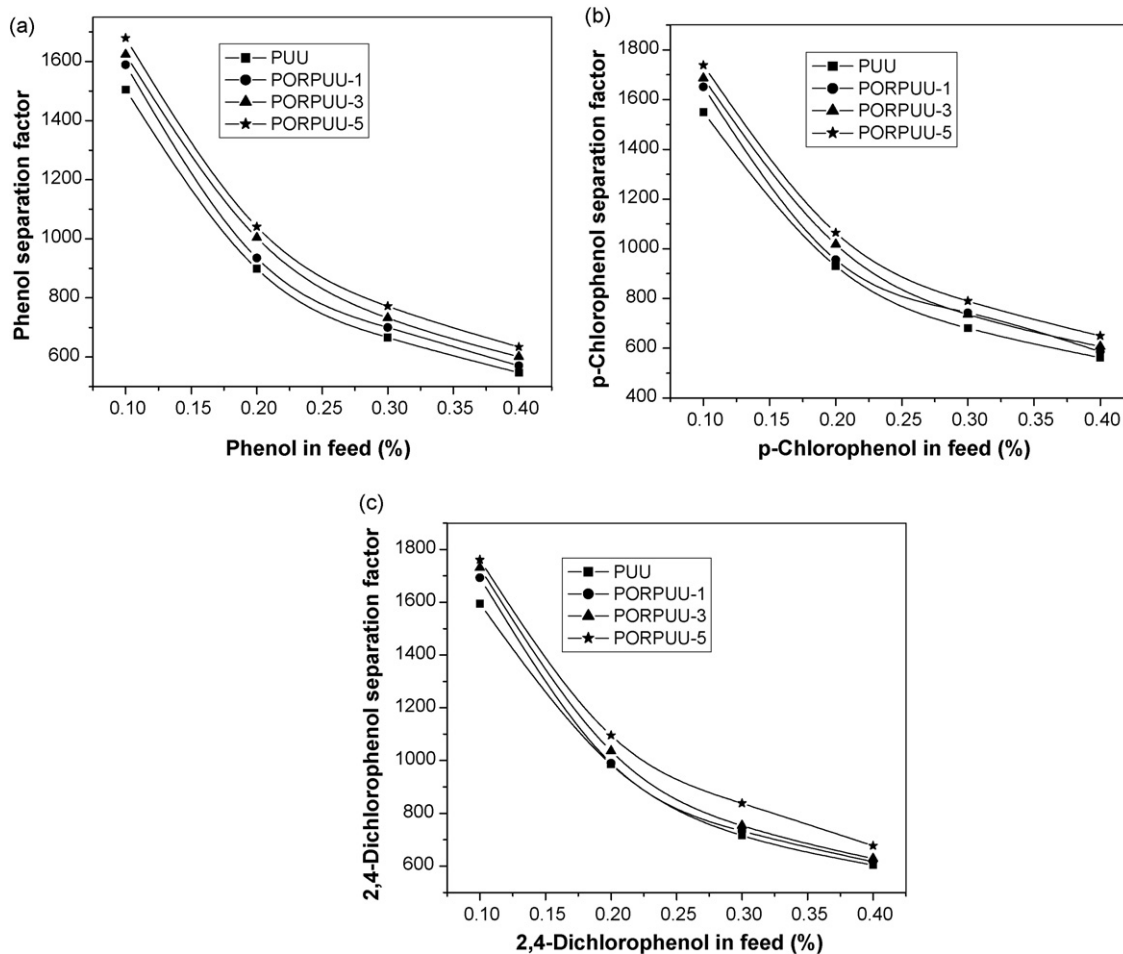 (a)
Phenol separation factor
1600
1400
1200
1000
800
600
PUU
PORPUU-1
PORPUU-3
PORPUU-5
0.10 0.15 0.20 0.25 0.30 0.35 0.40
Phenol in feed (%)
(b)
p-Chlorophenol separation factor
1800
1600
1400
1200
1000
800
600
400
PUU
PORPUU-1
PORPUU-3
PORPUU-5
0.10 0.15 0.20 0.25 0.30 0.35 0.40
p-Chlorophenol in feed (%)
(c)
2,4-Dichlorophenol separation factor
1800
1600
1400
1200
1000
800
600
PUU
PORPUU-1
PORPUU-3
PORPUU-5
0.10 0.15 0.20 0.25 0.30 0.35 0.40
2,4-Dichlorophenol in feed (%)